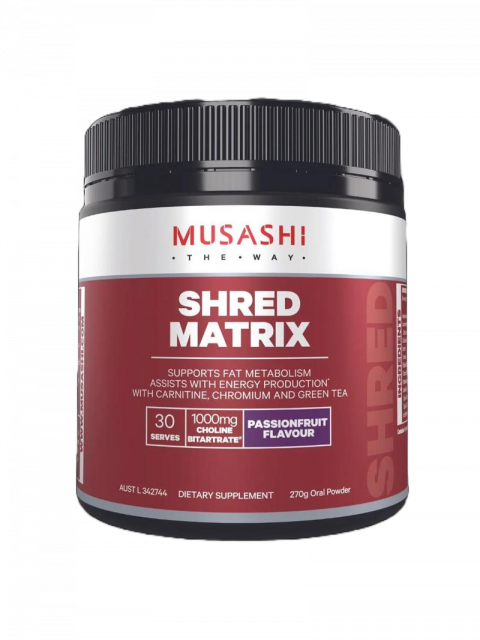 MUSASHI
• THE • WAY •
SHRED
MATRIX
SUPPORTS FAT METABOLISM
ASSISTS WITH ENERGY PRODUCTION*
WITH CARNITINE, CHROMIUM AND GREEN TEA
30
SERVES
1000mg
CHOLINE
BITARTRATE*
PASSIONFRUIT
FLAVOUR
AUST L 342744
DIETARY SUPPLEMENT
270g Oral Powder
SHRED
INGREDIENTS